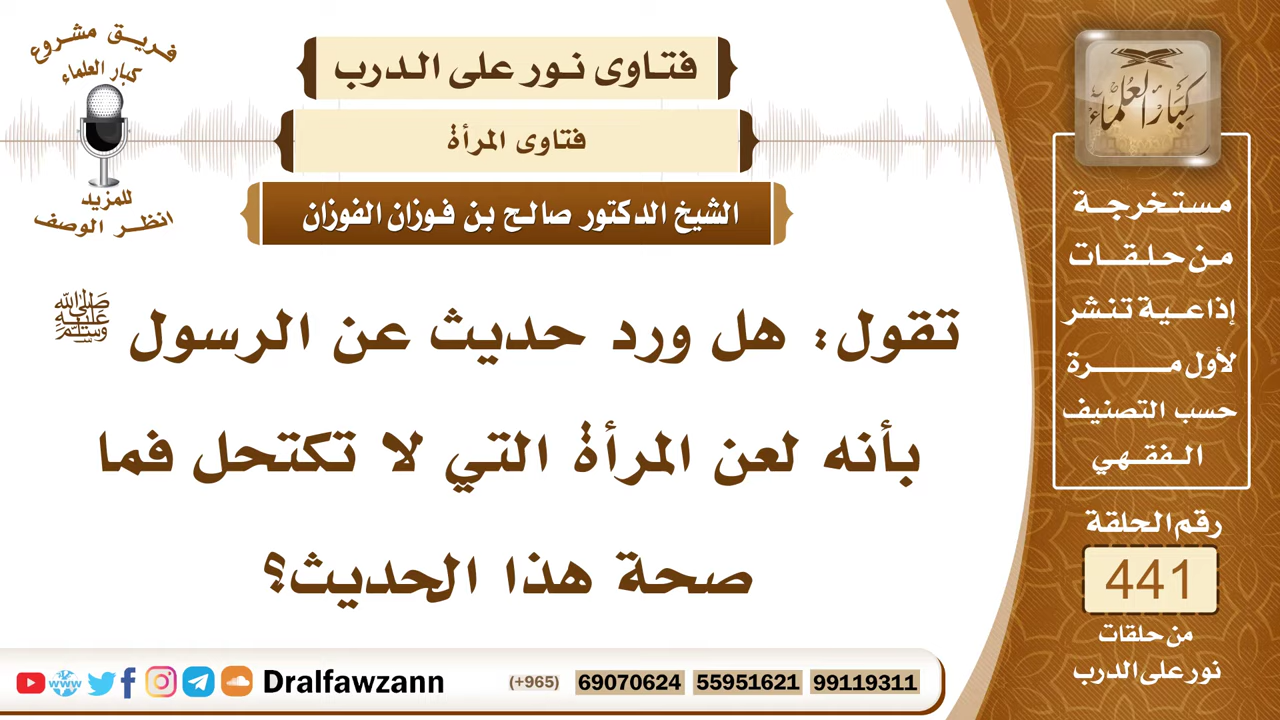 فريق مشروع
كبار العلماء
للمزيد
انظر الوصف
فتاوى نور على الدرب
فتاوى المرأة
الشيخ الدكتور صالح بن فوزان الفوزان
تقول: هل ورد حديث عن الرسول ﷺ
بأنه لعن المرأة التي لا تكتحل فما
صحة هذا الحديث؟
كبار العلماء
مستخرجة
من حلقات
إذاعية تنشر
لأول مرة
حسب التصنيف
الفقهي
رقم الحلقة
441
من حلقات
نور على الدرب
www Dralfawzann (+965) 69070624 55951621 99119311